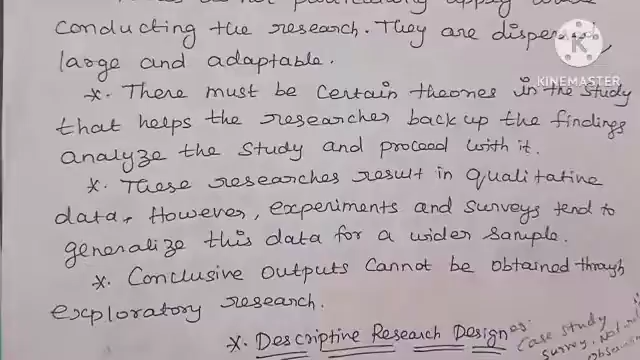 conducting the research. They are
large and adaptable.
*. There must be certain theories in the study
that helps the researcher back up the findings
analyze the study and proceed with it.
*. These researches result in qualitative
data. However, experiments and surveys tend to
generalize this data for a wider sample.
*. Conclusive outputs cannot be obtained through
exploratory research.
*. Descriptive Research Design
Case study
survey.
KINEMASTER